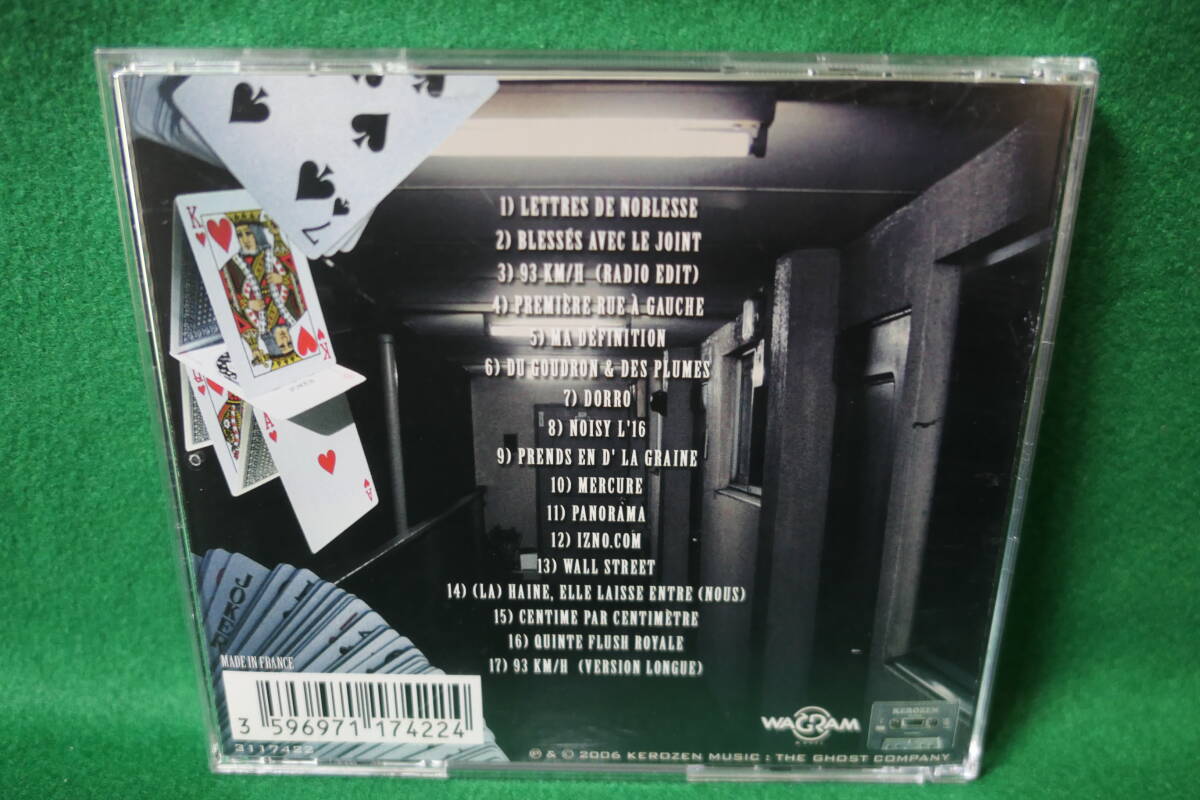 1) LETTRES DE NOBLESSE
2) BLESSÉS AVEC LE JOINT
3) 93 KM/H (RADIO EDIT)
4) PREMIÈRE RUE À GAUCHE
5) MA DÉFINITION
6) DU GOUDRON & DES PLUMES
7) DORRO'
8) NOISY L'16
9) PRENDS EN D' LA GRAINE
10) MERCURE
11) PANORAMA
12) IZNO.COM
13) WALL STREET
14) (LA) HAINE, ELLE LAISSE ENTRE (NOUS)
15) CENTIME PAR CENTIMÈTRE
16) QUINTE FLUSH ROYALE
17) 93 KM/H (VERSION LONGUE)
7
K
K
A
A
JOKER
MADE IN FRANCE
3 596971 174224
3117422
WAGRAM
MUSIC
KEROZEN
℗ & © 2006 KEROZEN MUSIC : THE GHOST COMPANY